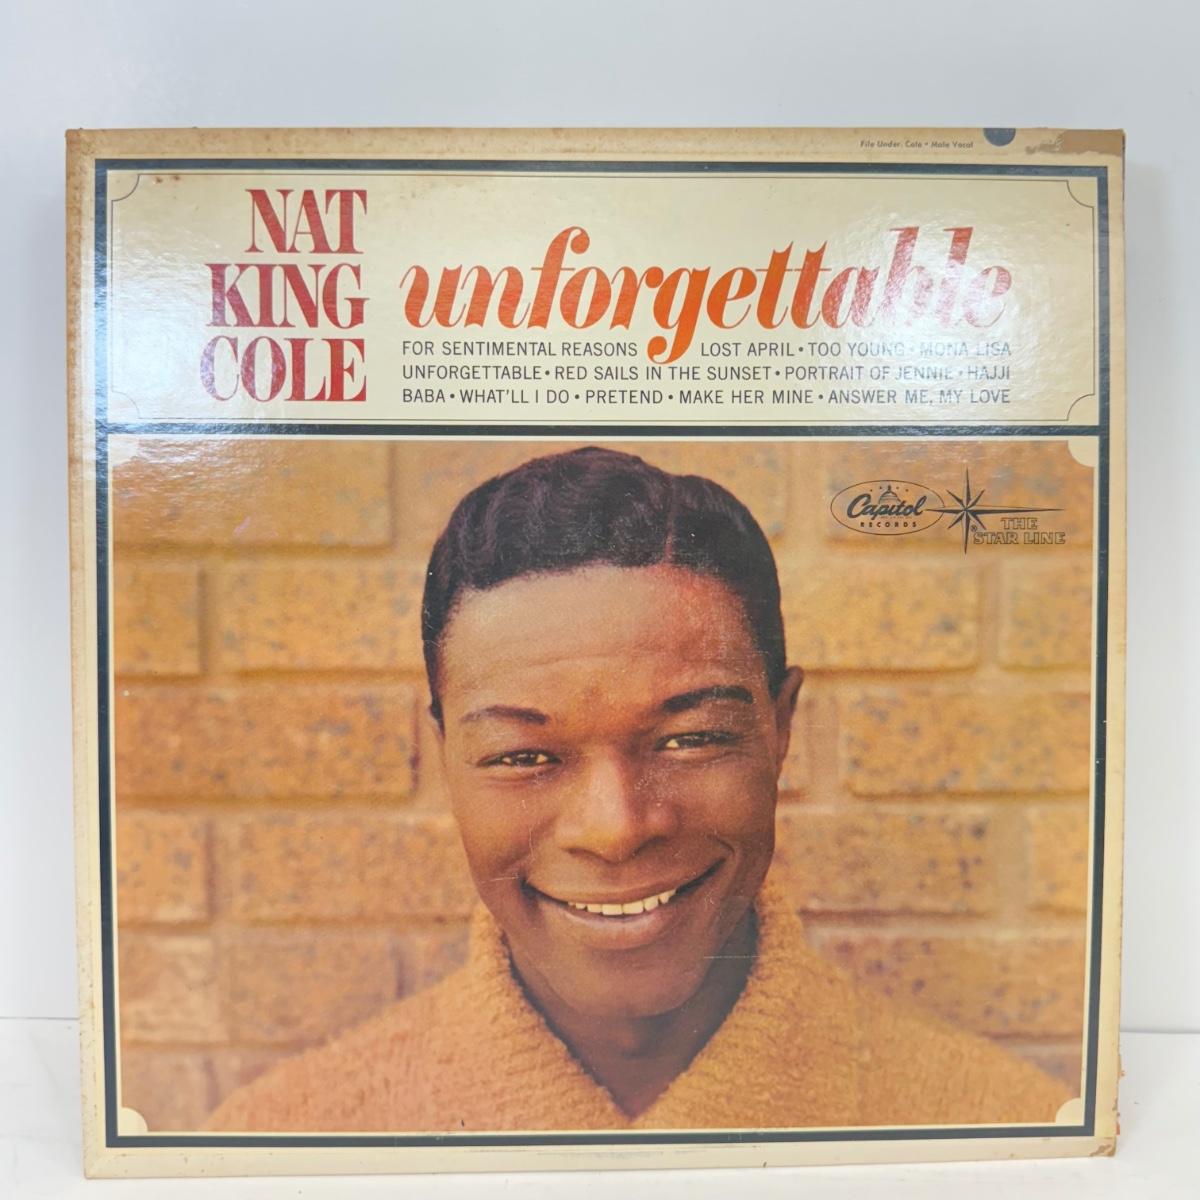 File Under: Cole • Male Vocal
NAT
KING
COLE
unforgettable
FOR SENTIMENTAL REASONS LOST APRIL • TOO YOUNG • MONA LISA
UNFORGETTABLE • RED SAILS IN THE SUNSET • PORTRAIT OF JENNIE • HAJJI
BABA • WHAT'LL I DO • PRETEND • MAKE HER MINE • ANSWER ME, MY LOVE
Capitol
RECORDS
®
THE
STAR LINE